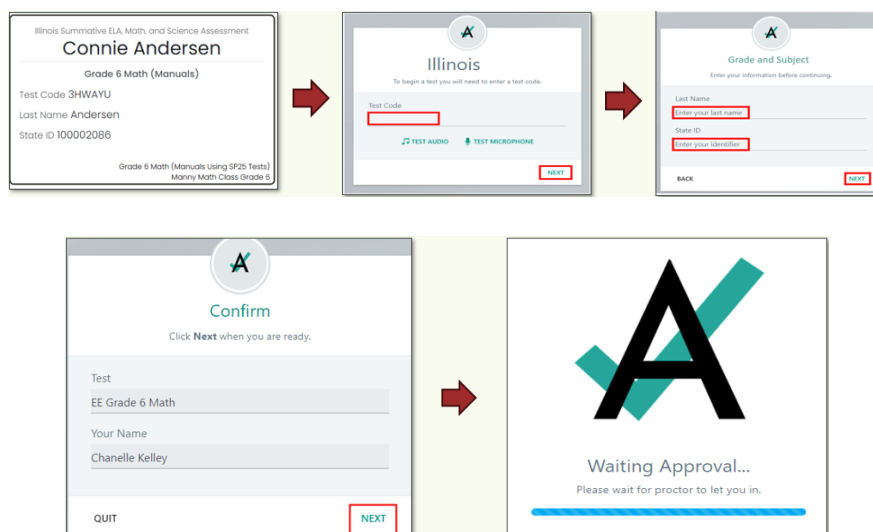 Illinois Summative ELA, Math, and Science Assessment
Connie Andersen
Grade 6 Math (Manuals)
Test Code 3HWAYU
Last Name Andersen
State ID 100002086
Grade 6 Math (Manuals Using SP25 Tests)
Manny Math Class Grade 6
Illinois
To begin a test you will need to enter a test code.
Test Code
TEST AUDIO TEST MICROPHONE
NEXT
Grade and Subject
Enter your information before continuing.
Last Name
Enter your last name
State ID
Enter your identifier
BACK NEXT
Confirm
Click Next when you are ready.
Test
EE Grade 6 Math
Your Name
Chanelle Kelley
QUIT NEXT
Waiting Approval...
Please wait for proctor to let you in.